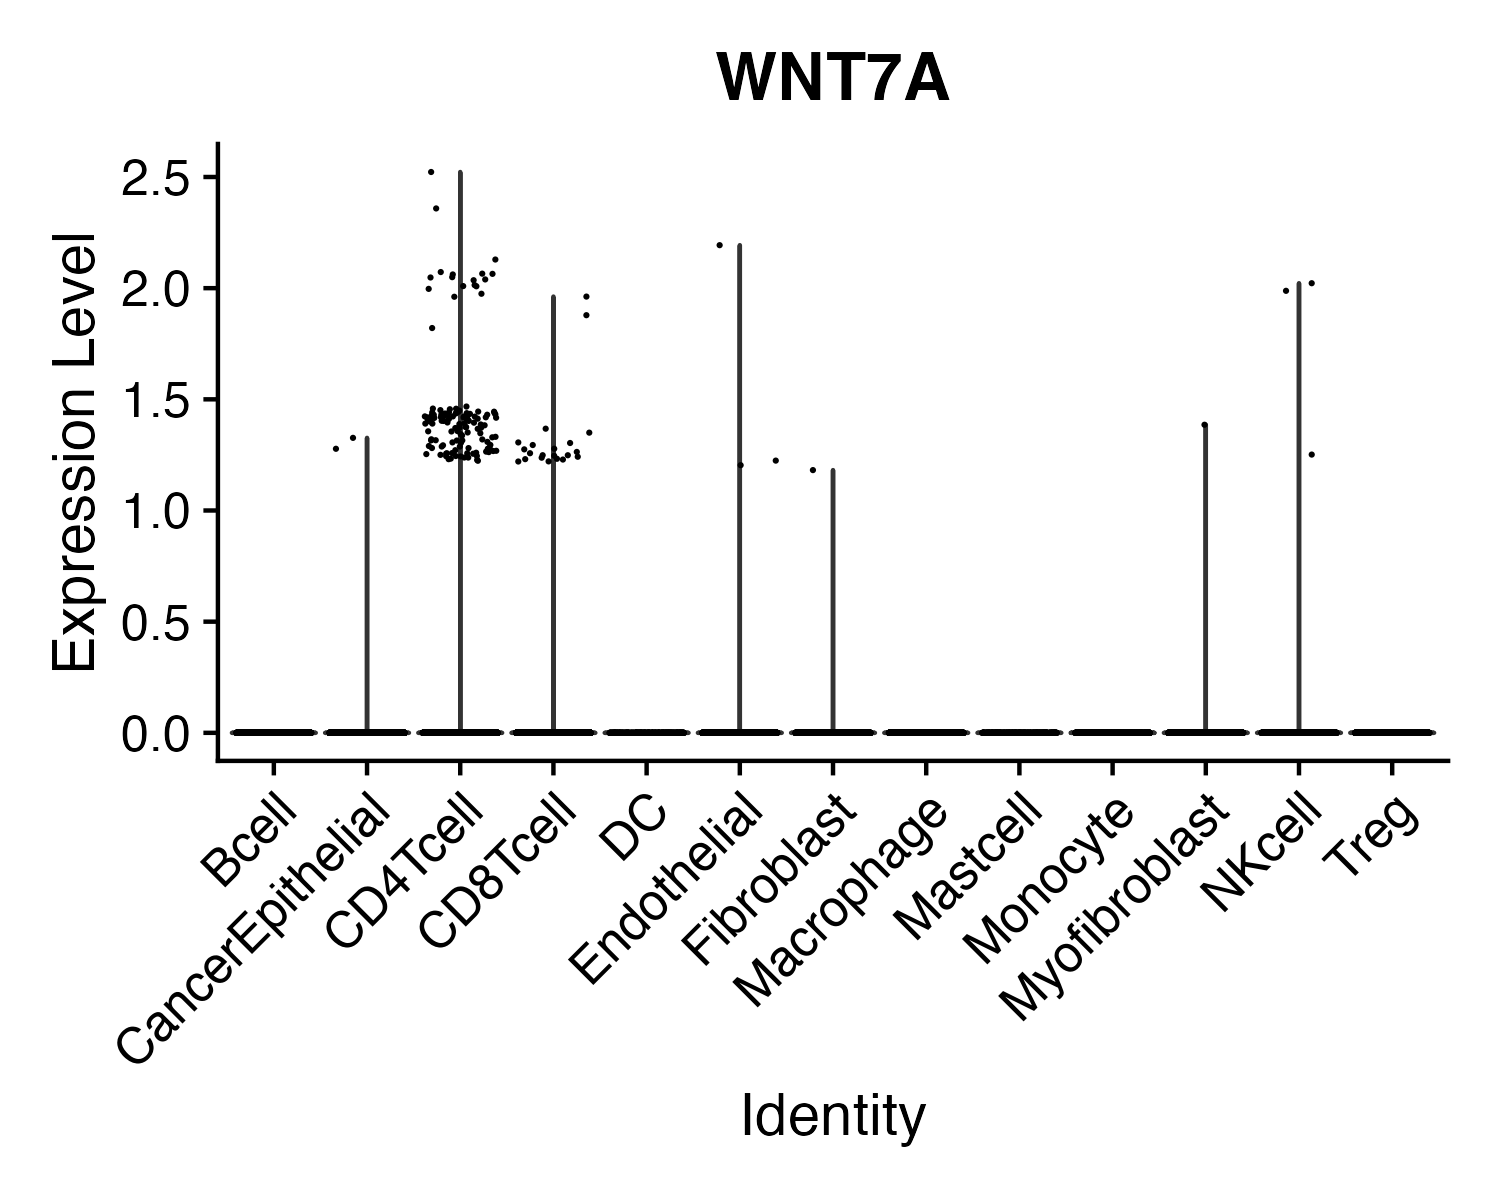 WNT7A
Expression Level
2.5
2.0
1.5
1.0
0.5
0.0
Bcell
CancerEpithelial
CD4Tcell
CD8Tcell
DC
Endothelial
Fibroblast
Macrophage
Mastcell
Monocyte
Myofibroblast
NKcell
Treg
Identity